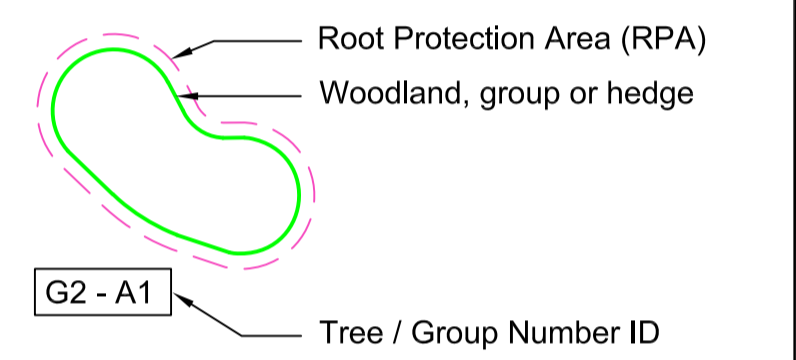 Root Protection Area (RPA)
Woodland, group or hedge
G2 - A1
Tree / Group Number ID